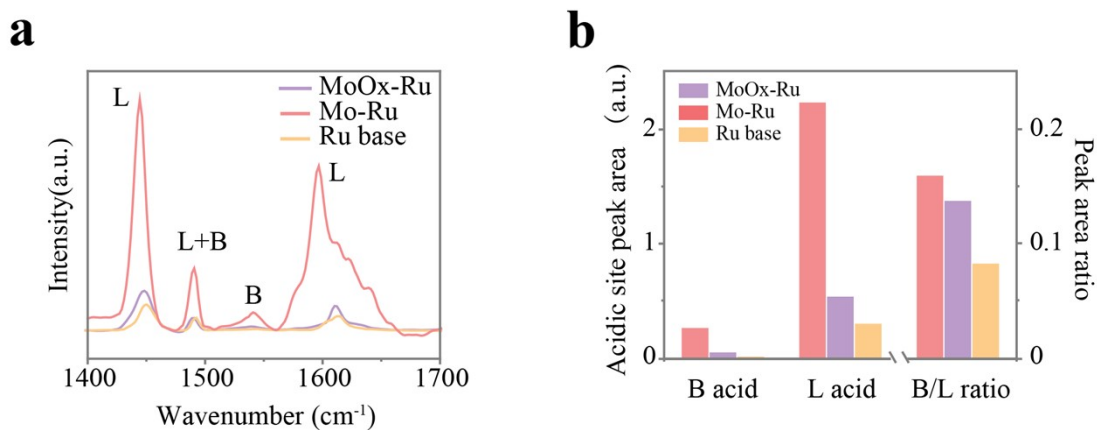 a
L
MoOx-Ru
Mo-Ru
Ru base
L
L+B
B
Intensity(a.u.)
1400
1500
1600
1700
Wavenumber (cm⁻¹)
b
MoOx-Ru
Mo-Ru
Ru base
Acidic site peak area (a.u.)
2
1
0
0.2
0.1
0
Peak area ratio
B acid
L acid
B/L ratio